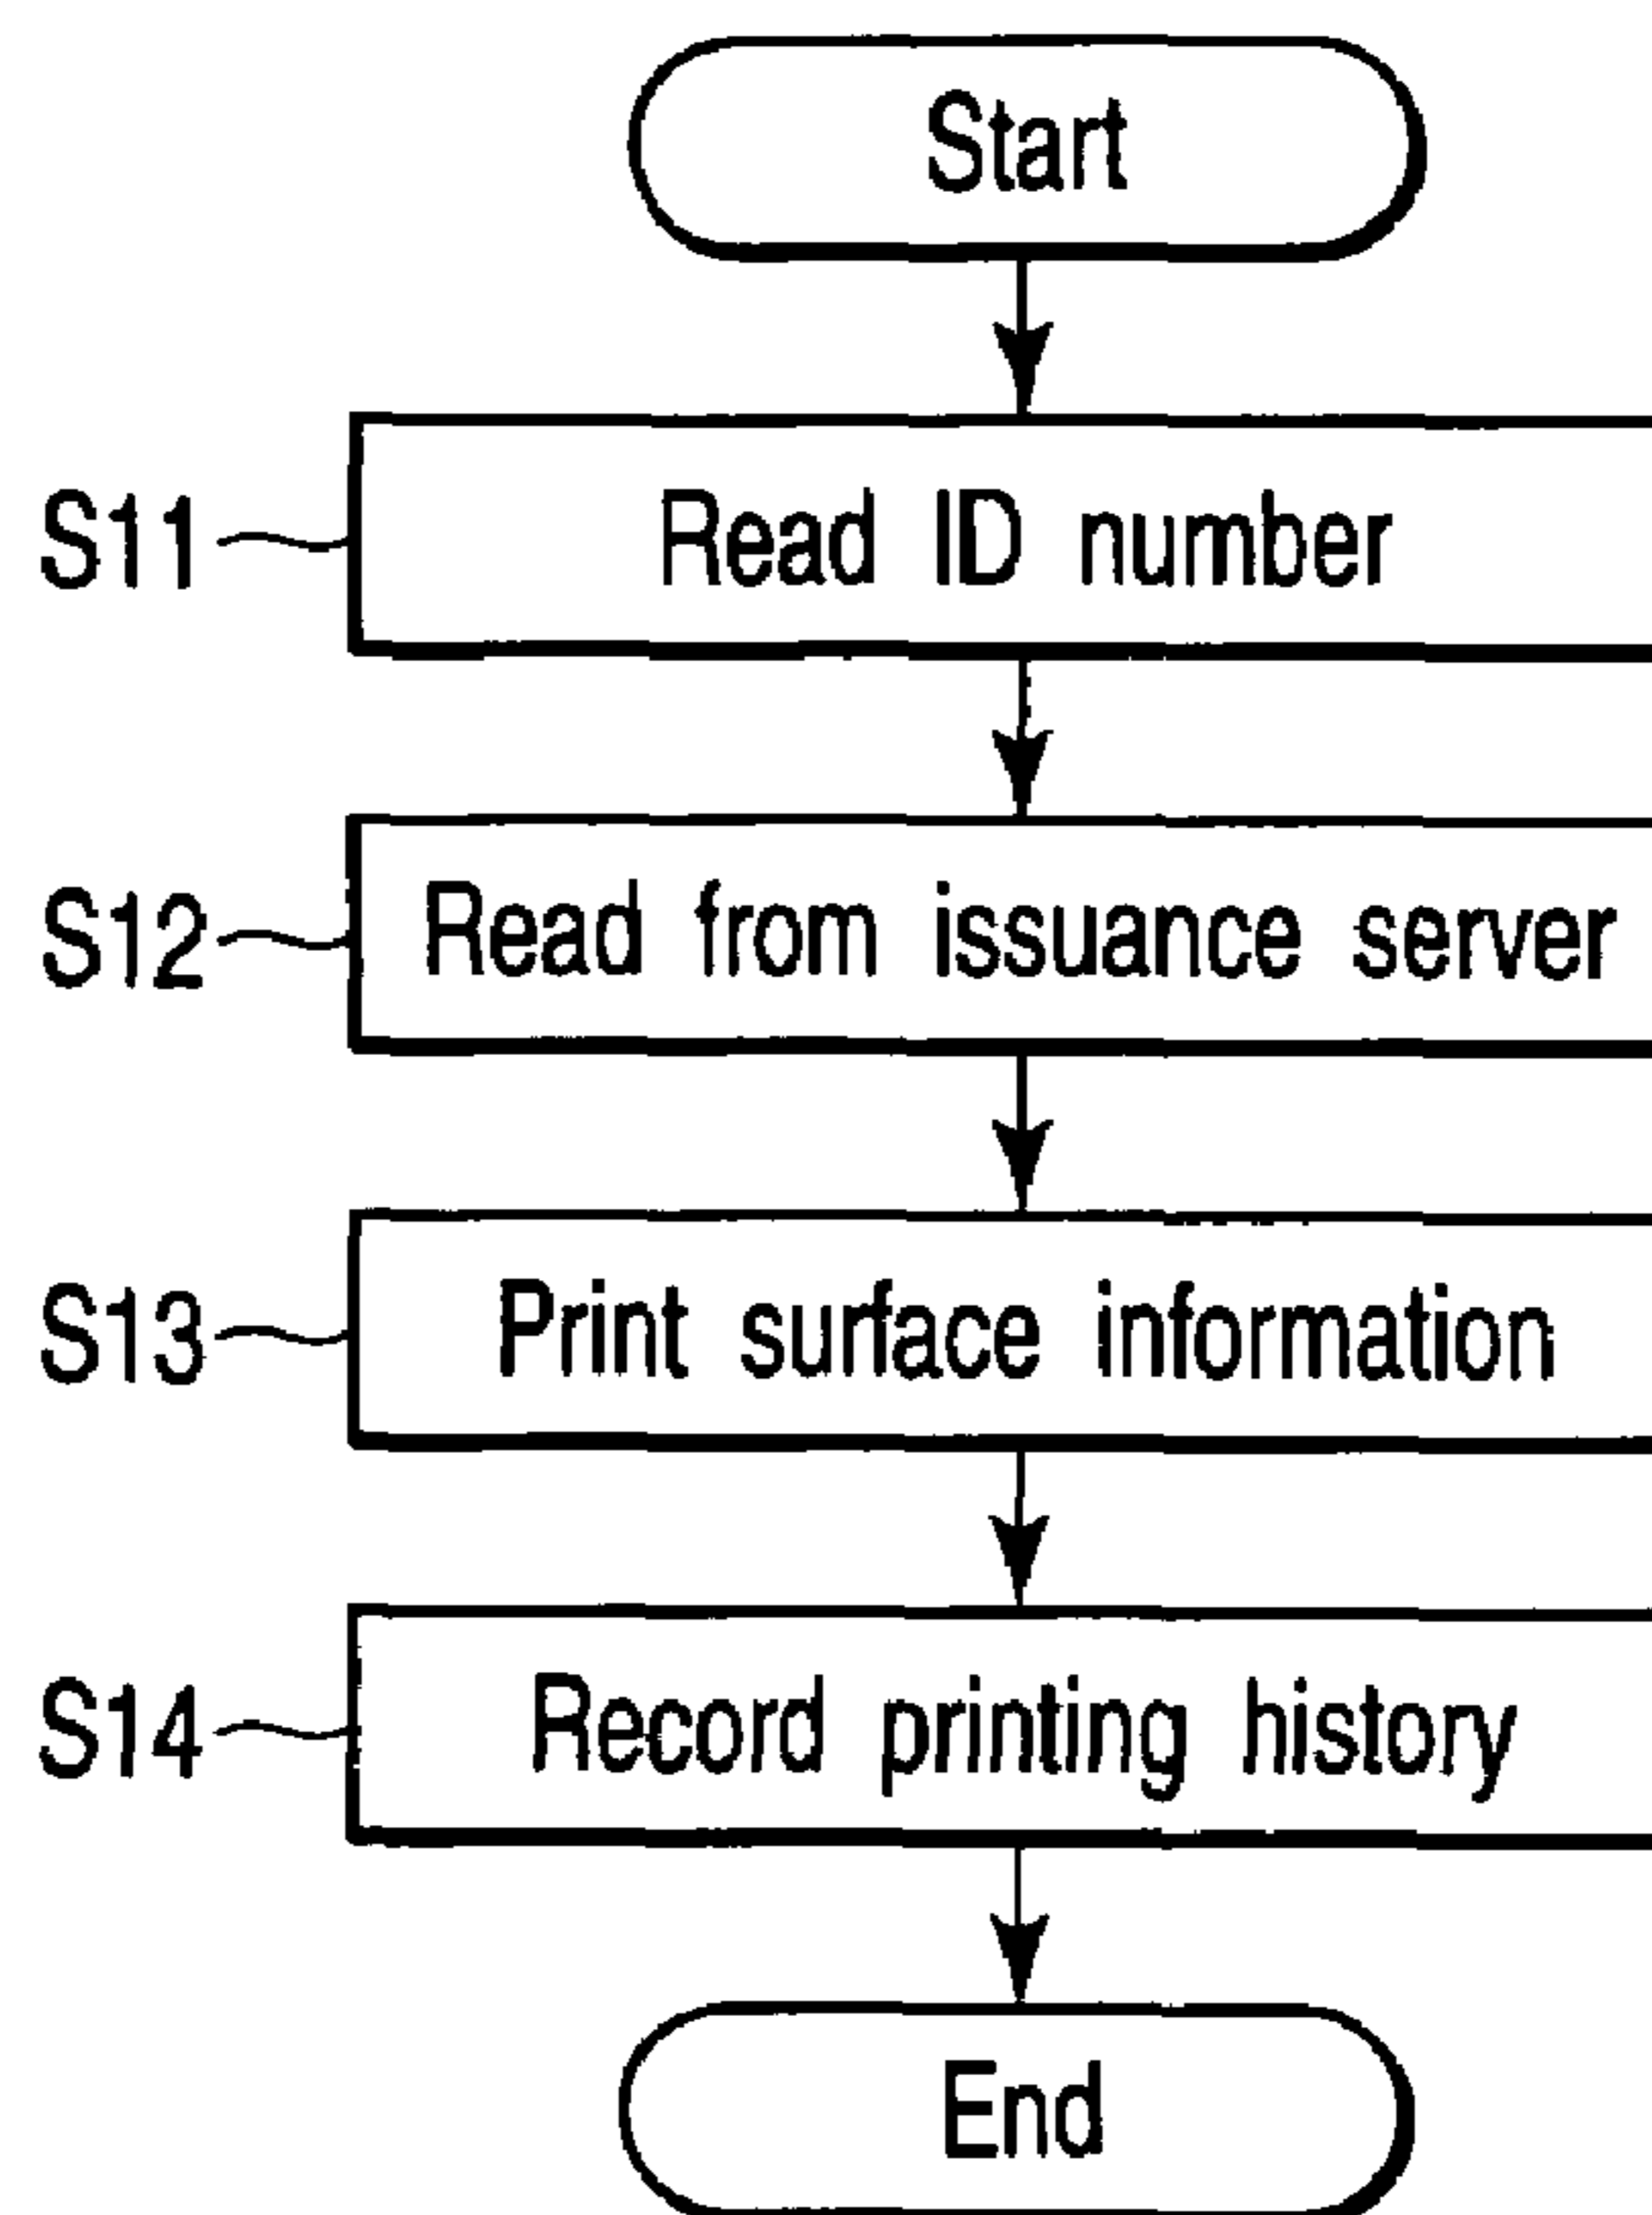 Start
S11 Read ID number
S12 Read from issuance server
S13 Print surface information
S14 Record printing history
End